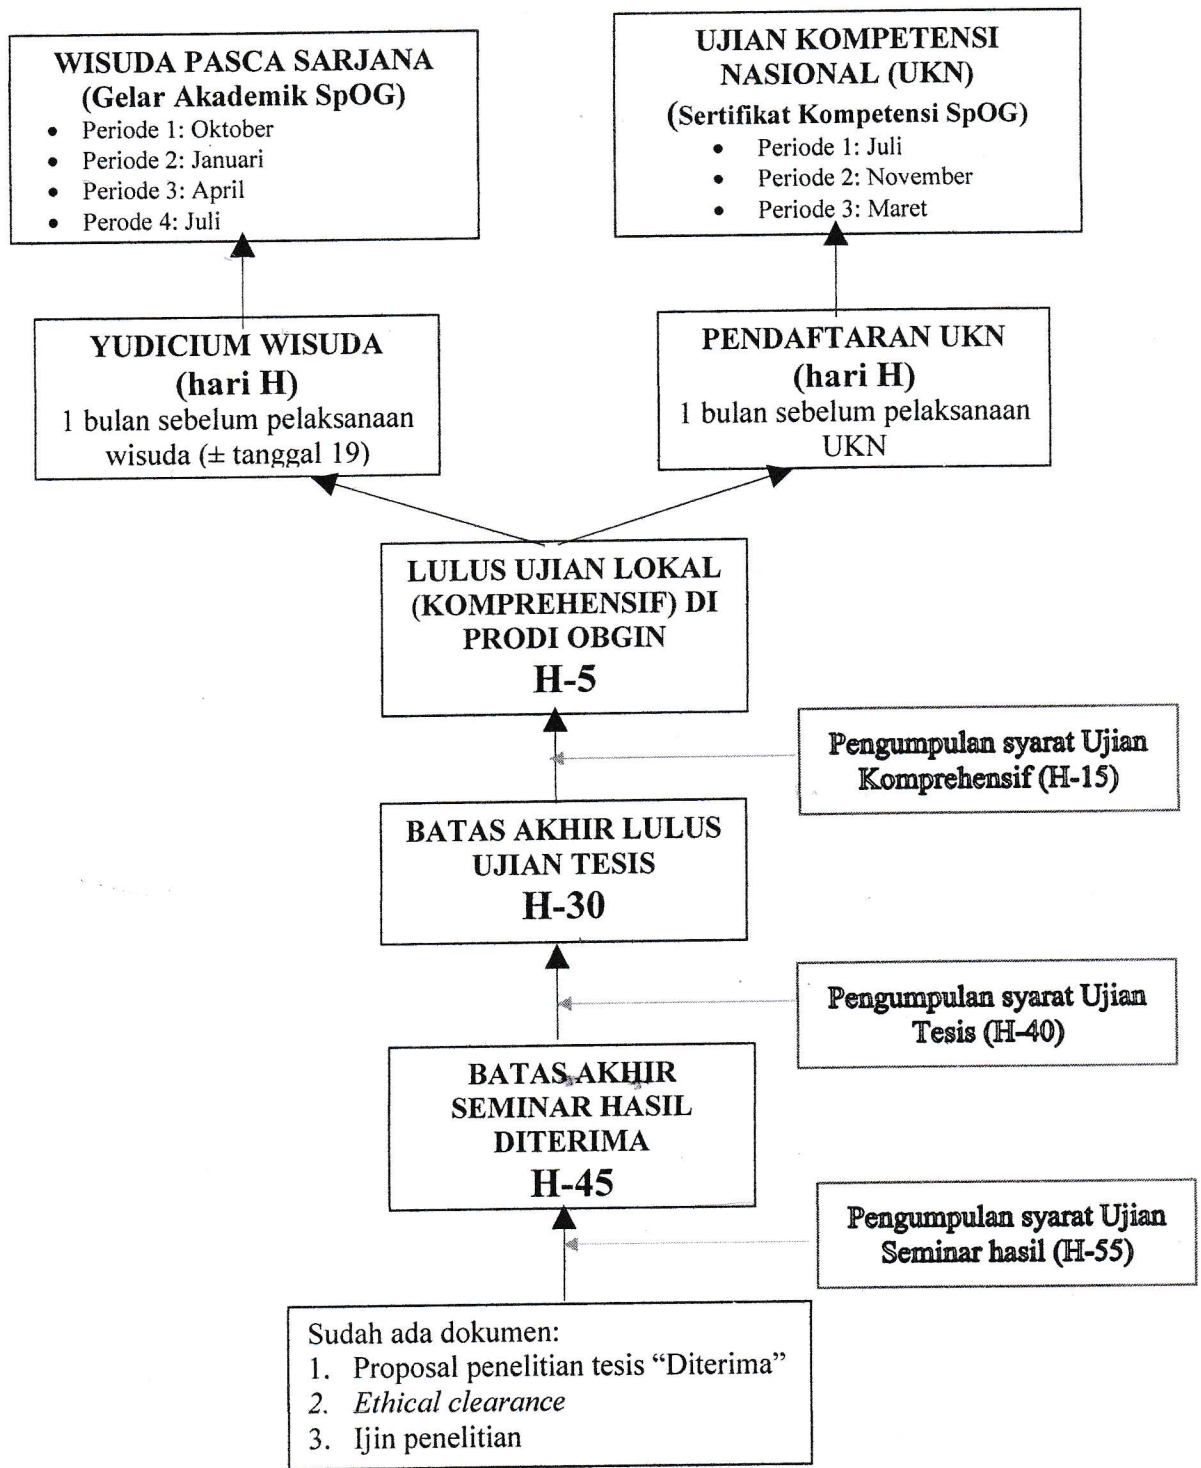 WISUDA PASCA SARJANA
(Gelar Akademik SpOG)
• Periode 1: Oktober
• Periode 2: Januari
• Periode 3: April
• Perode 4: Juli
UJIAN KOMPETENSI
NASIONAL (UKN)
(Sertifikat Kompetensi SpOG)
• Periode 1: Juli
• Periode 2: November
• Periode 3: Maret
YUDICIUM WISUDA
(hari H)
1 bulan sebelum pelaksanaan
wisuda (± tanggal 19)
PENDAFTARAN UKN
(hari H)
1 bulan sebelum pelaksanaan
UKN
LULUS UJIAN LOKAL
(KOMPREHENSIF) DI
PRODI OBGIN
H-5
Pengumpulan syarat Ujian
Komprehensif (H-15)
BATAS AKHIR LULUS
UJIAN TESIS
H-30
Pengumpulan syarat Ujian
Tesis (H-40)
BATAS AKHIR
SEMINAR HASIL
DITERIMA
H-45
Pengumpulan syarat Ujian
Seminar hasil (H-55)
Sudah ada dokumen:
1. Proposal penelitian tesis “Diterima”
2. Ethical clearance
3. Ijin penelitian